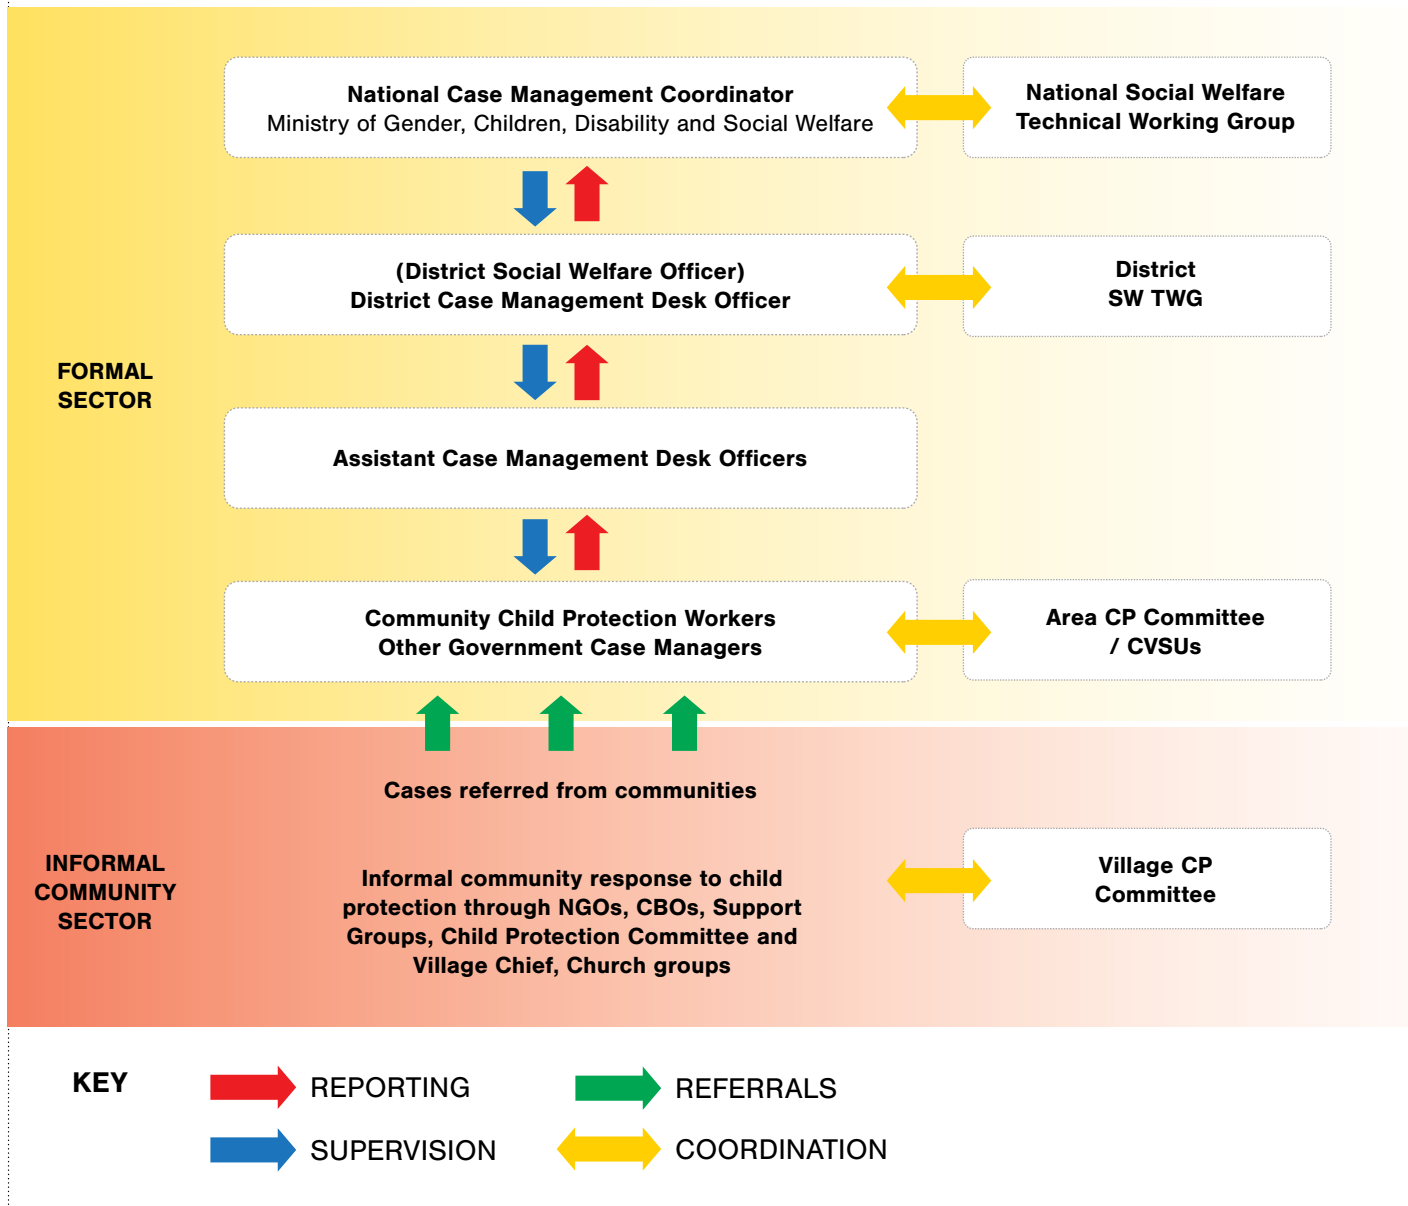 National Case Management Coordinator
Ministry of Gender, Children, Disability and Social Welfare
National Social Welfare
Technical Working Group
(District Social Welfare Officer)
District Case Management Desk Officer
District
SW TWG
FORMAL
SECTOR
Assistant Case Management Desk Officers
Community Child Protection Workers
Other Government Case Managers
Area CP Committee
/ CVSUs
Cases referred from communities
INFORMAL
COMMUNITY
SECTOR
Informal community response to child
protection through NGOs, CBOs, Support
Groups, Child Protection Committee and
Village Chief, Church groups
Village CP
Committee
KEY
REPORTING
REFERRALS
SUPERVISION
COORDINATION